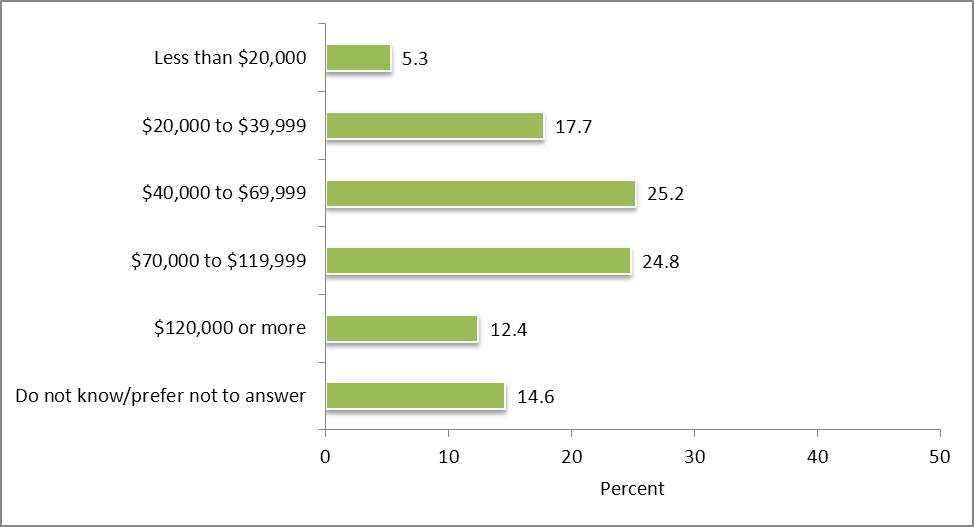 Less than $20,000 5.3
$20,000 to $39,999 17.7
$40,000 to $69,999 25.2
$70,000 to $119,999 24.8
$120,000 or more 12.4
Do not know/prefer not to answer 14.6
0 10 20 30 40 50
Percent